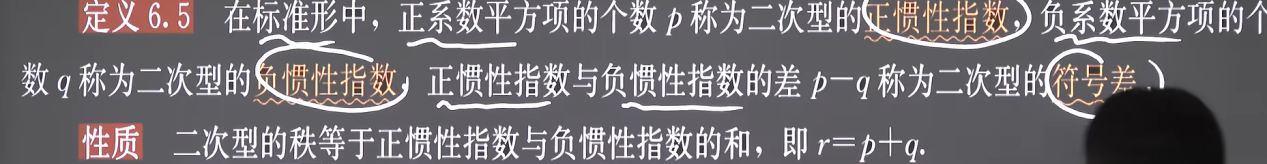 定义 6.5 在标准形中，正系数平方项的个数 p 称为二次型的正惯性指数，负系数平方项的个
数 q 称为二次型的负惯性指数，正惯性指数与负惯性指数的差 p－q 称为二次型的符号差.
性质 二次型的秩等于正惯性指数与负惯性指数的和，即 r＝p＋q.